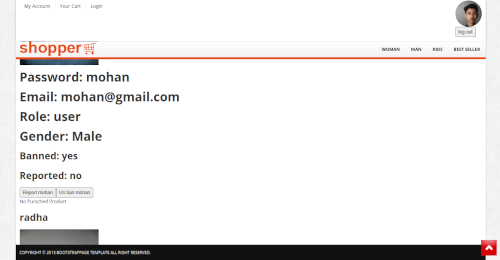 My Account Your Cart Login
log out
shopper
WOMAN MAN KIDS BEST SELLER
Password: mohan
Email: mohan@gmail.com
Role: user
Gender: Male
Banned: yes
Reported: no
Report mohan Un ban mohan
No Pursched Product
radha
COPYRIGHT © 2013 BOOTSTRAPPAGE TEMPLATE ALL RIGHT RESERVED.